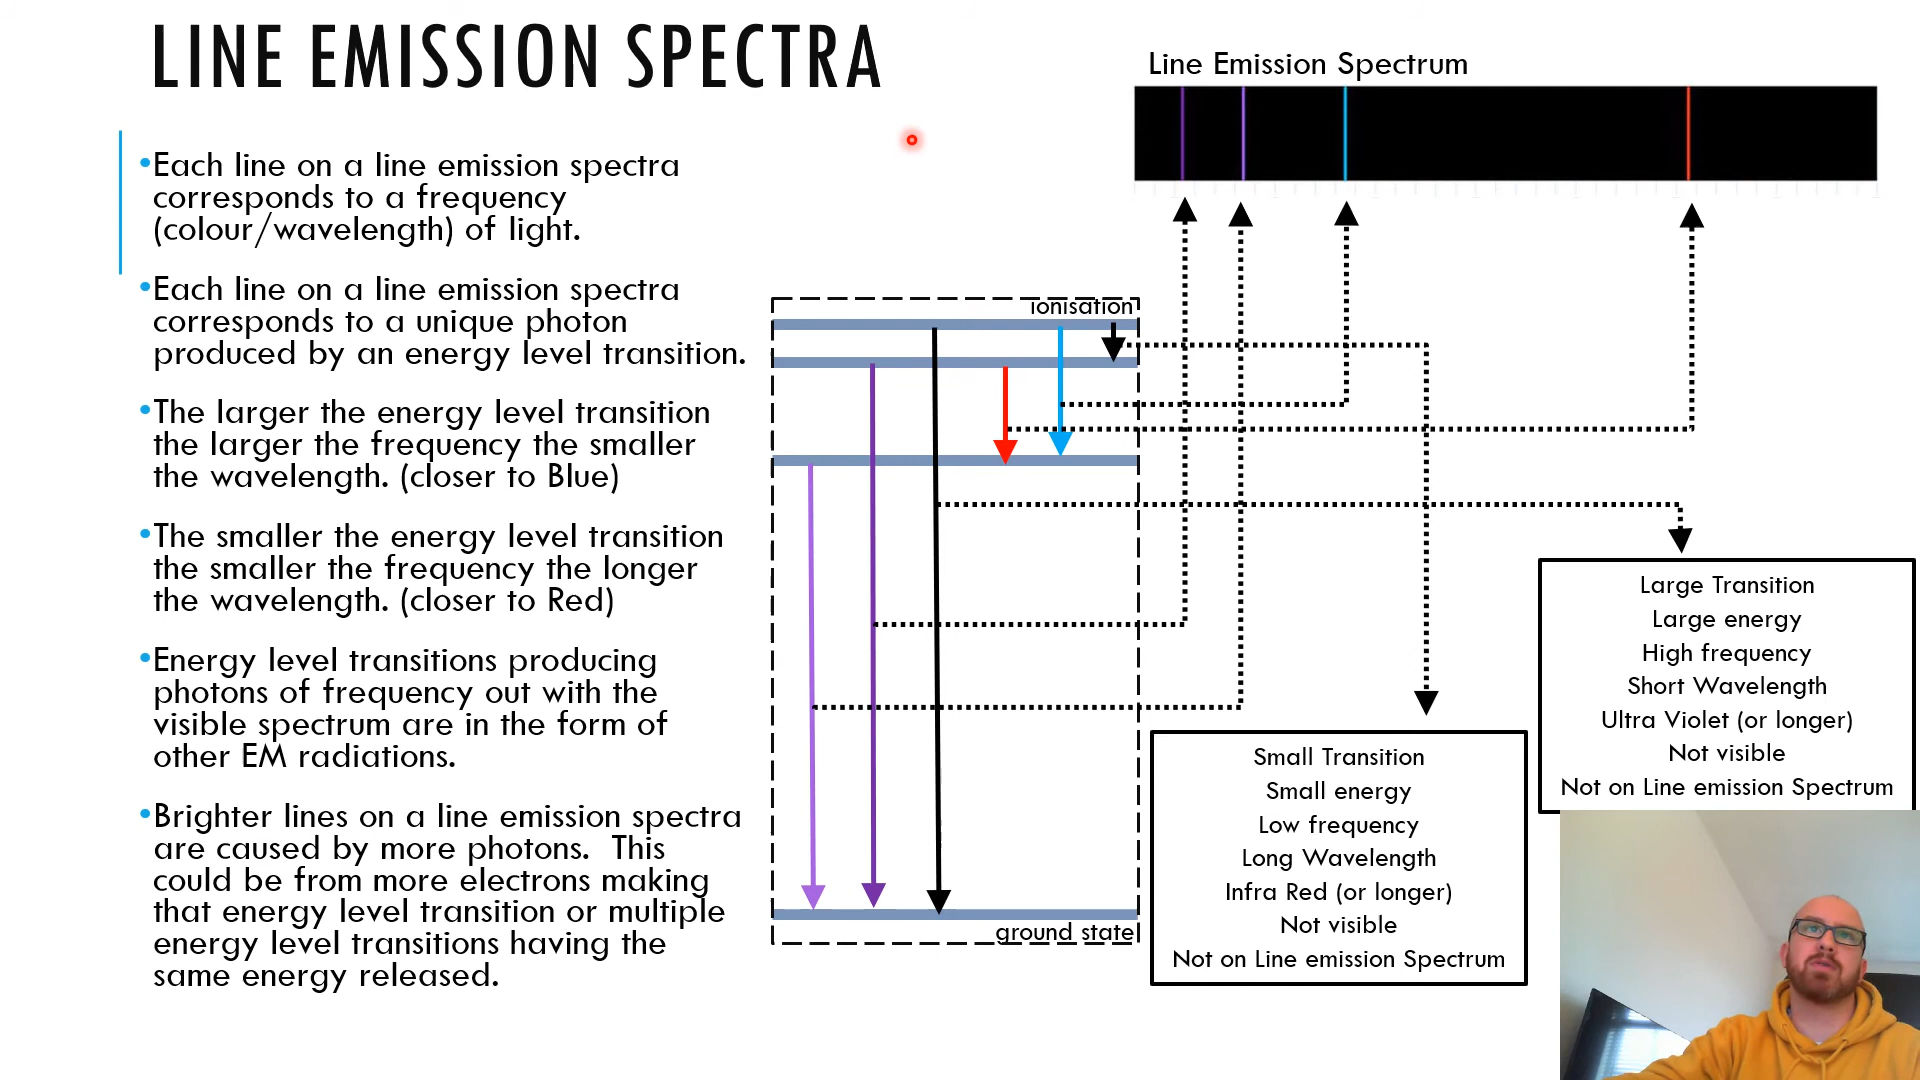 LINE EMISSION SPECTRA
•Each line on a line emission spectra
corresponds to a frequency
(colour/wavelength) of light.
•Each line on a line emission spectra
corresponds to a unique photon
produced by an energy level transition.
•The larger the energy level transition
the larger the frequency the smaller
the wavelength. (closer to Blue)
•The smaller the energy level transition
the smaller the frequency the longer
the wavelength. (closer to Red)
•Energy level transitions producing
photons of frequency out with the
visible spectrum are in the form of
other EM radiations.
•Brighter lines on a line emission spectra
are caused by more photons.  This
could be from more electrons making
that energy level transition or multiple
energy level transitions having the
same energy released.
Line Emission Spectrum
ionisation
ground state
Small Transition
Small energy
Low frequency
Long Wavelength
Infra Red (or longer)
Not visible
Not on Line emission Spectrum
Large Transition
Large energy
High frequency
Short Wavelength
Ultra Violet (or longer)
Not visible
Not on Line emission Spectrum